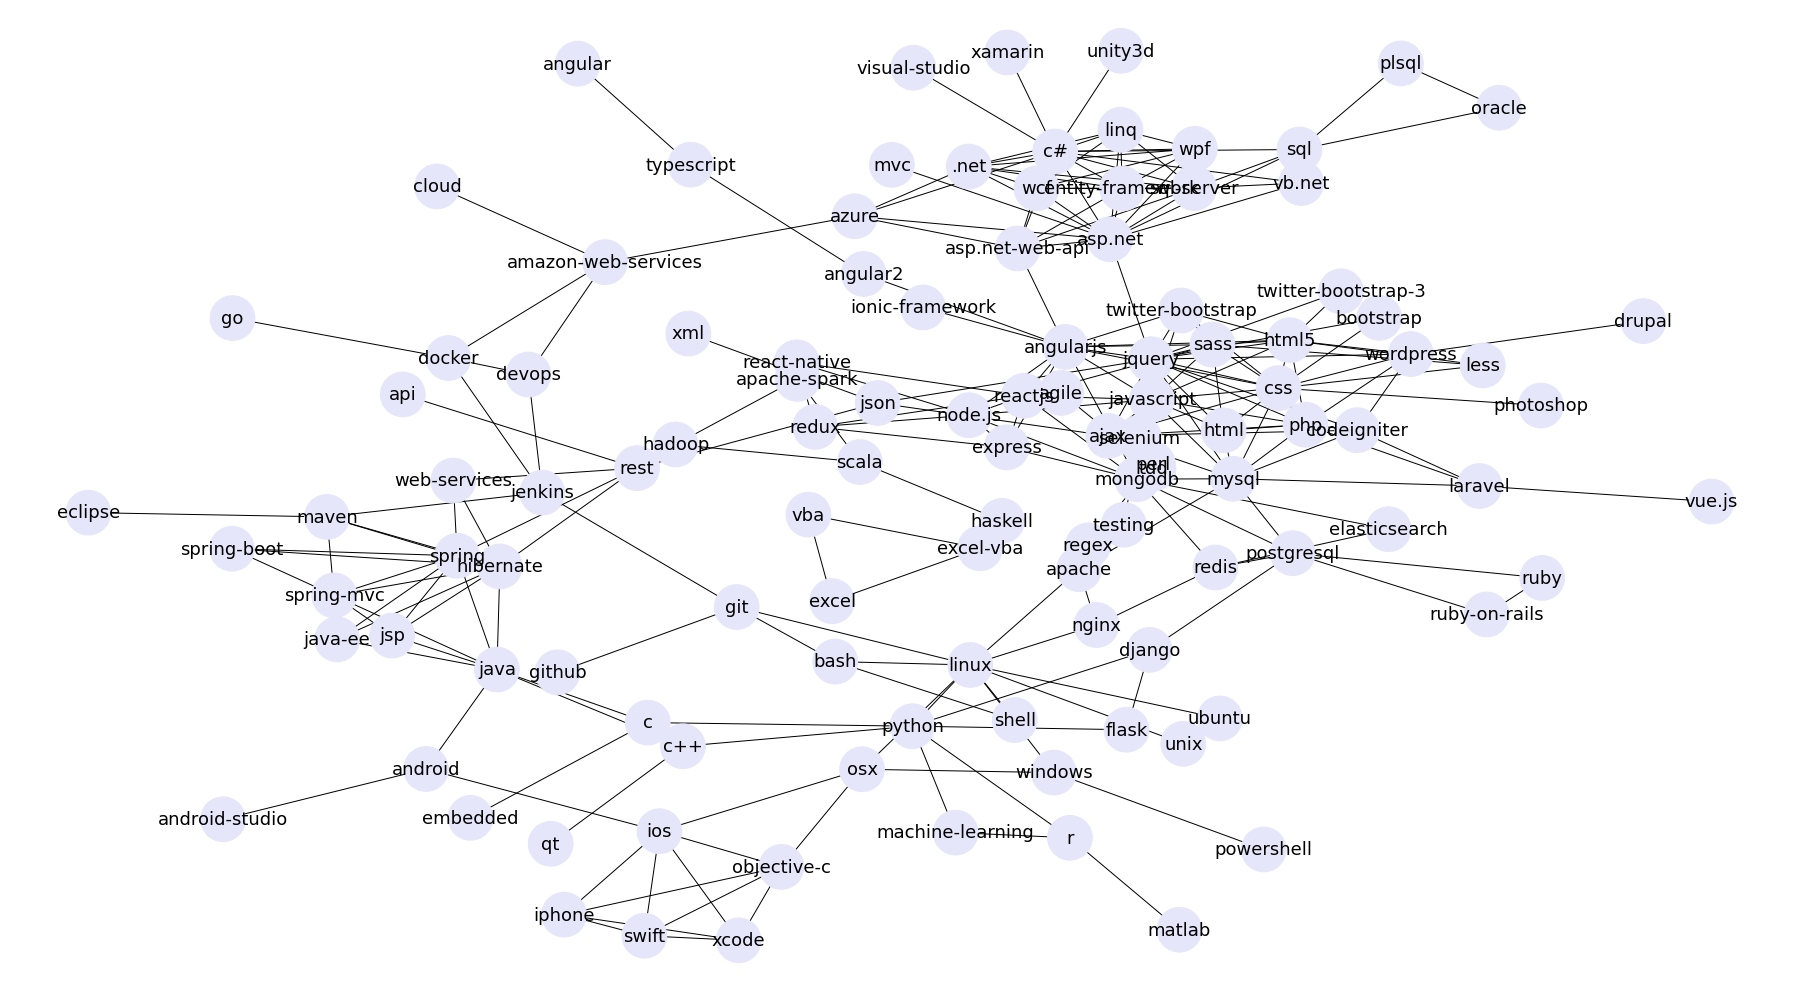 unity3d
xamarin
angular
visual-studio
plsql
oracle
linq
c#
wpf
sql
typescript
mvc
.net
cloud
wcf
entity-framework
sql-server
vb.net
azure
asp.net
asp.net-web-api
amazon-web-services
angular2
twitter-bootstrap-3
ionic-framework
twitter-bootstrap
go
bootstrap
drupal
xml
html5
sass
angularjs
wordpress
docker
jquery
react-native
less
devops
apache-spark
css
api
agile
reactjs
javascript
json
photoshop
node.js
redux
php
html
codeigniter
ajax
selenium
hadoop
express
scala
perl
rest
tdd
web-services
mongodb
mysql
laravel
jenkins
vue.js
eclipse
maven
vba
haskell
testing
elasticsearch
regex
spring-boot
excel-vba
postgresql
spring
hibernate
apache
redis
ruby
spring-mvc
excel
git
ruby-on-rails
nginx
java-ee
jsp
django
bash
linux
java
github
ubuntu
shell
c
python
flask
unix
c++
android
osx
windows
android-studio
embedded
ios
machine-learning
r
qt
powershell
objective-c
iphone
matlab
swift
xcode